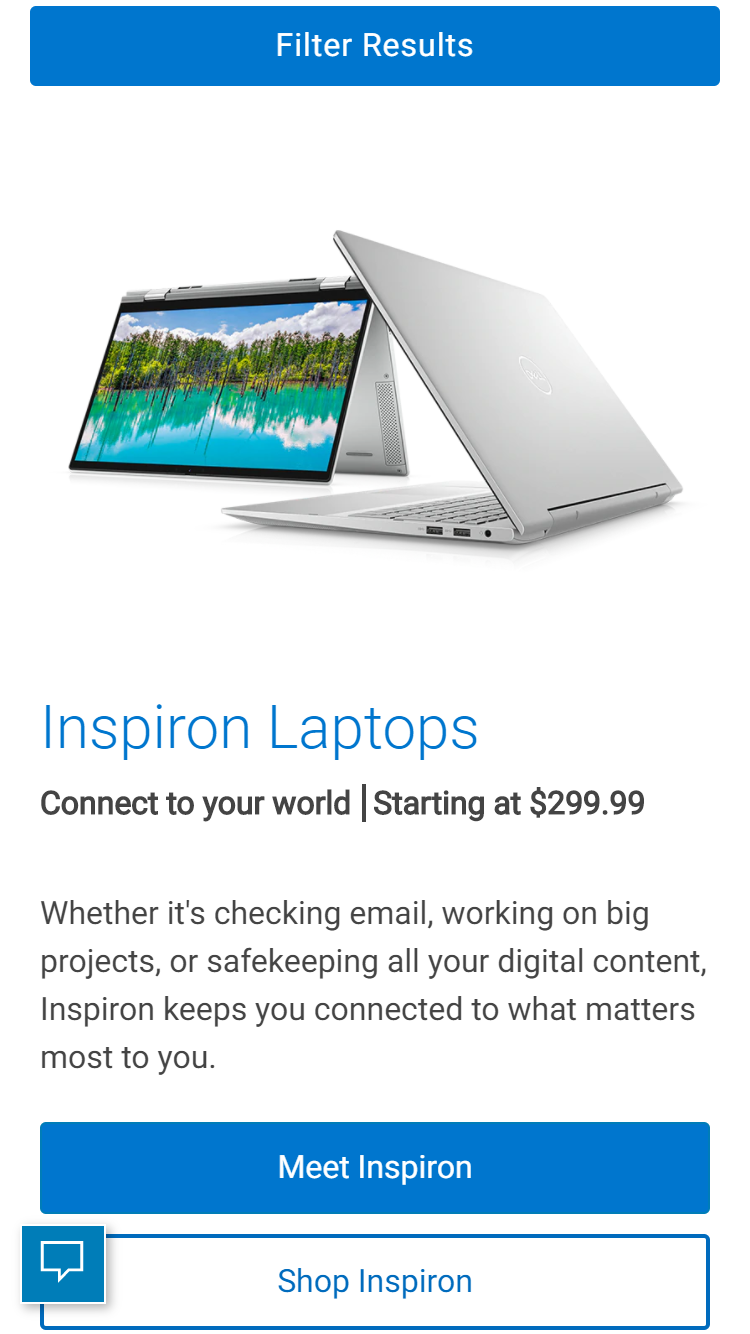 Filter Results
Inspiron Laptops
Connect to your world | Starting at $299.99
Whether it's checking email, working on big
projects, or safekeeping all your digital content,
Inspiron keeps you connected to what matters
most to you.
Meet Inspiron
Shop Inspiron